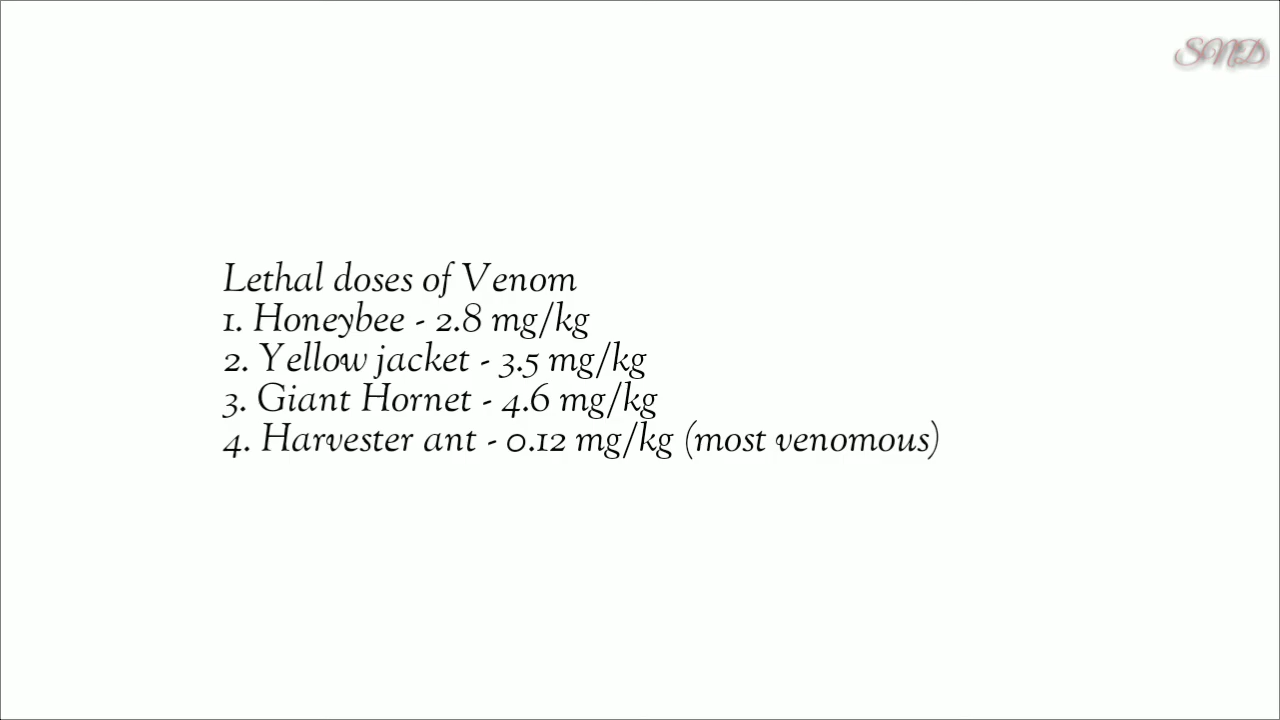 SND
Lethal doses of Venom
1. Honeybee - 2.8 mg/kg
2. Yellow jacket - 3.5 mg/kg
3. Giant Hornet - 4.6 mg/kg
4. Harvester ant - 0.12 mg/kg (most venomous)